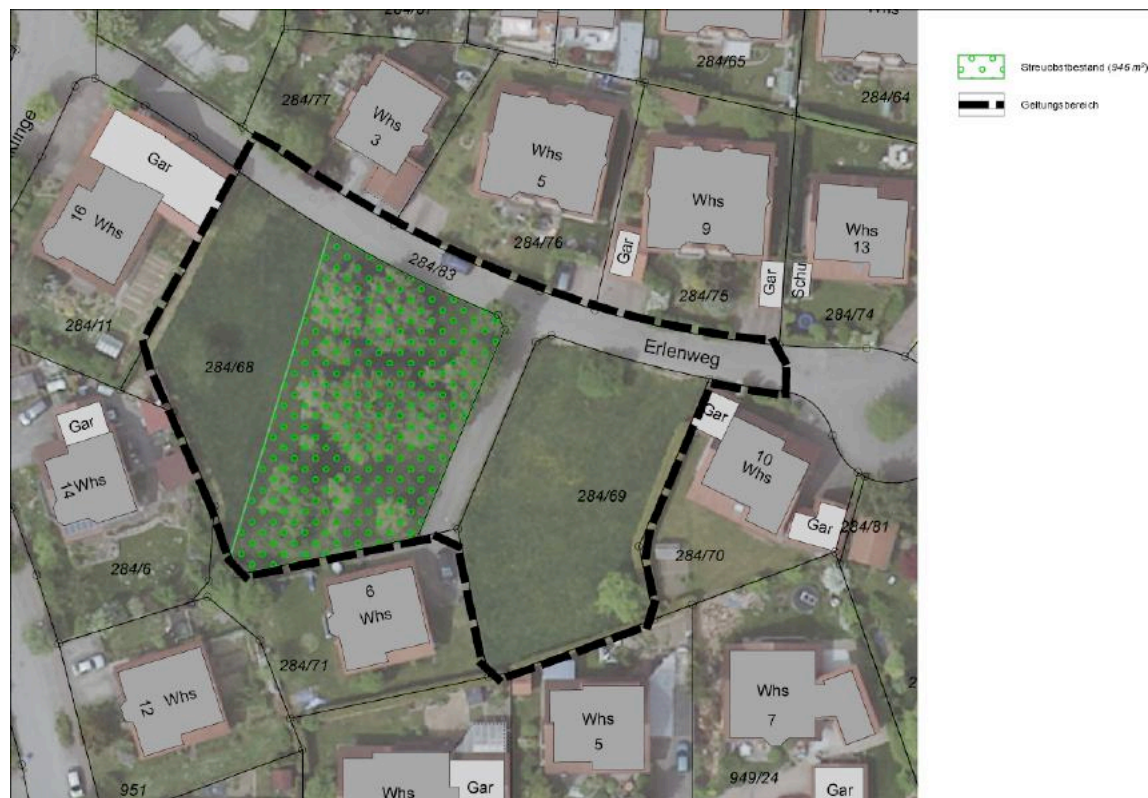 Whs
284/65
284/64
Streuobstbestand (946 m²)
Geltungsbereich
284/77
Whs
3
Whs
5
Gar
Whs
16
Whs
9
Whs
13
284/76
284/83
Gar
284/75
Gar
Schu
284/74
284/11
284/68
Erlenweg
Gar
Gar
Whs
14
10
Whs
284/69
Gar
284/81
284/70
284/6
6
Whs
284/71
Whs
12
Whs
5
Whs
7
951
Whs
Gar
949/24
Gar